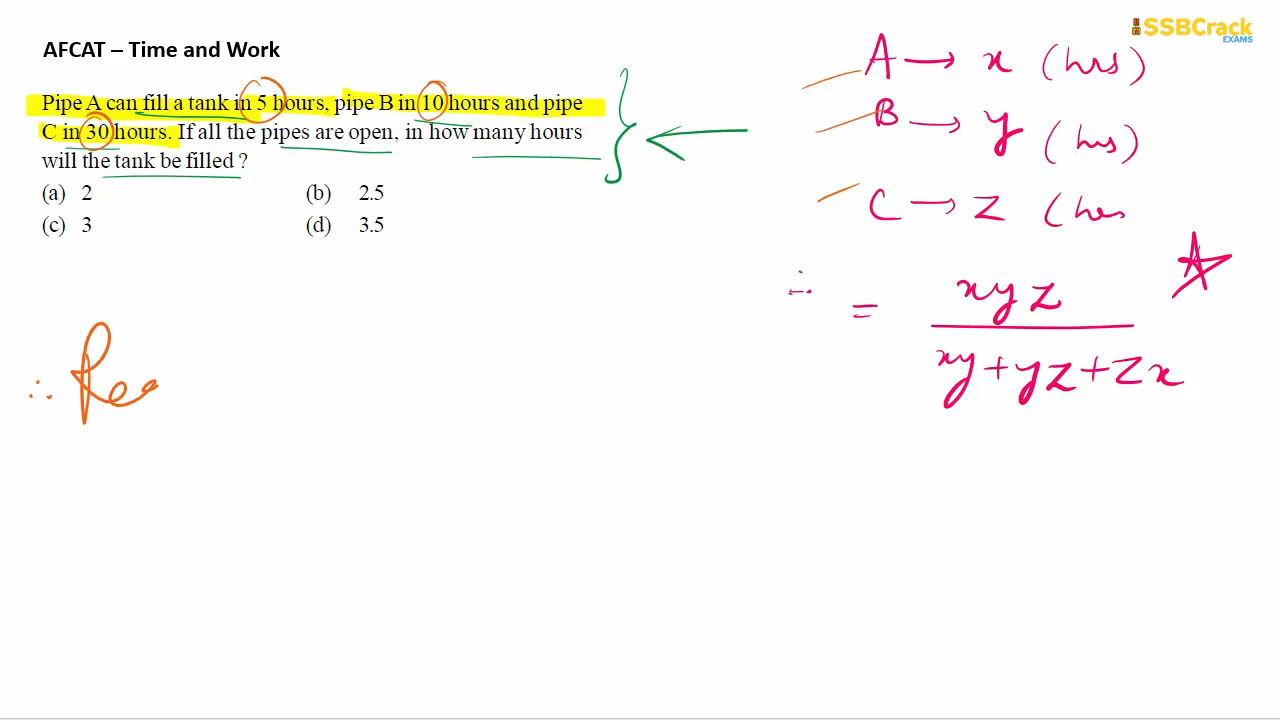 AFCAT – Time and Work
SSBCrack
EXAMS
Pipe A can fill a tank in 5 hours, pipe B in 10 hours and pipe
C in 30 hours. If all the pipes are open, in how many hours
will the tank be filled ?
(a) 2 (b) 2.5
(c) 3 (d) 3.5
A → x (hrs)
B → y (hrs)
C → z (hrs
∴ = xyz
xy+yz+zx
∴